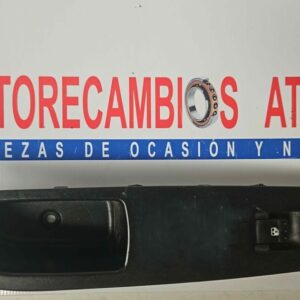 TORECAMBIOS AT
EZAS DE OCASIÓN Y N